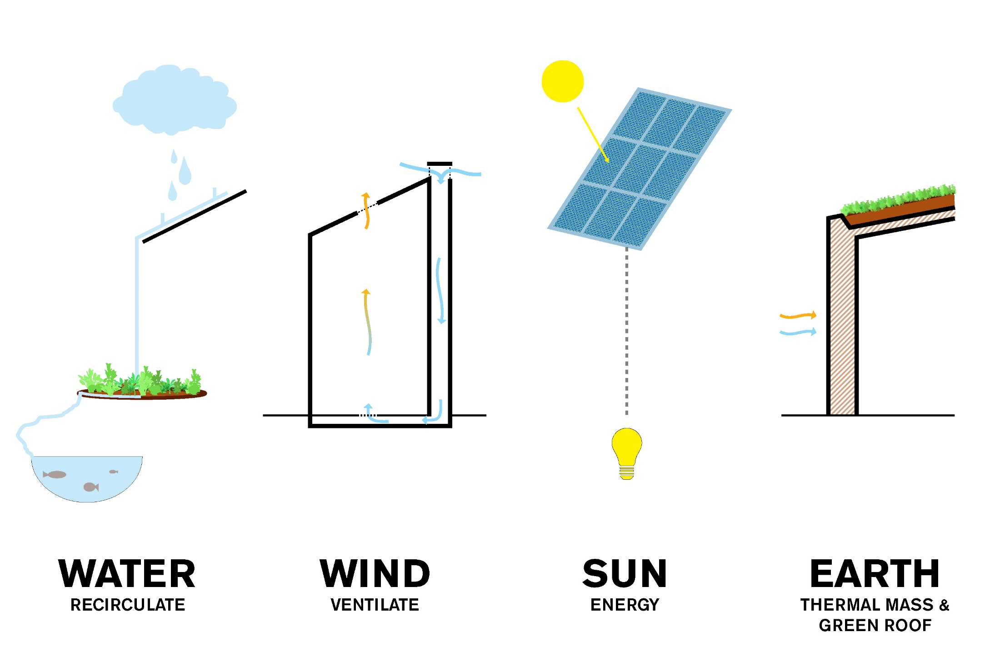 WATER
RECIRCULATE
WIND
VENTILATE
SUN
ENERGY
EARTH
THERMAL MASS &
GREEN ROOF